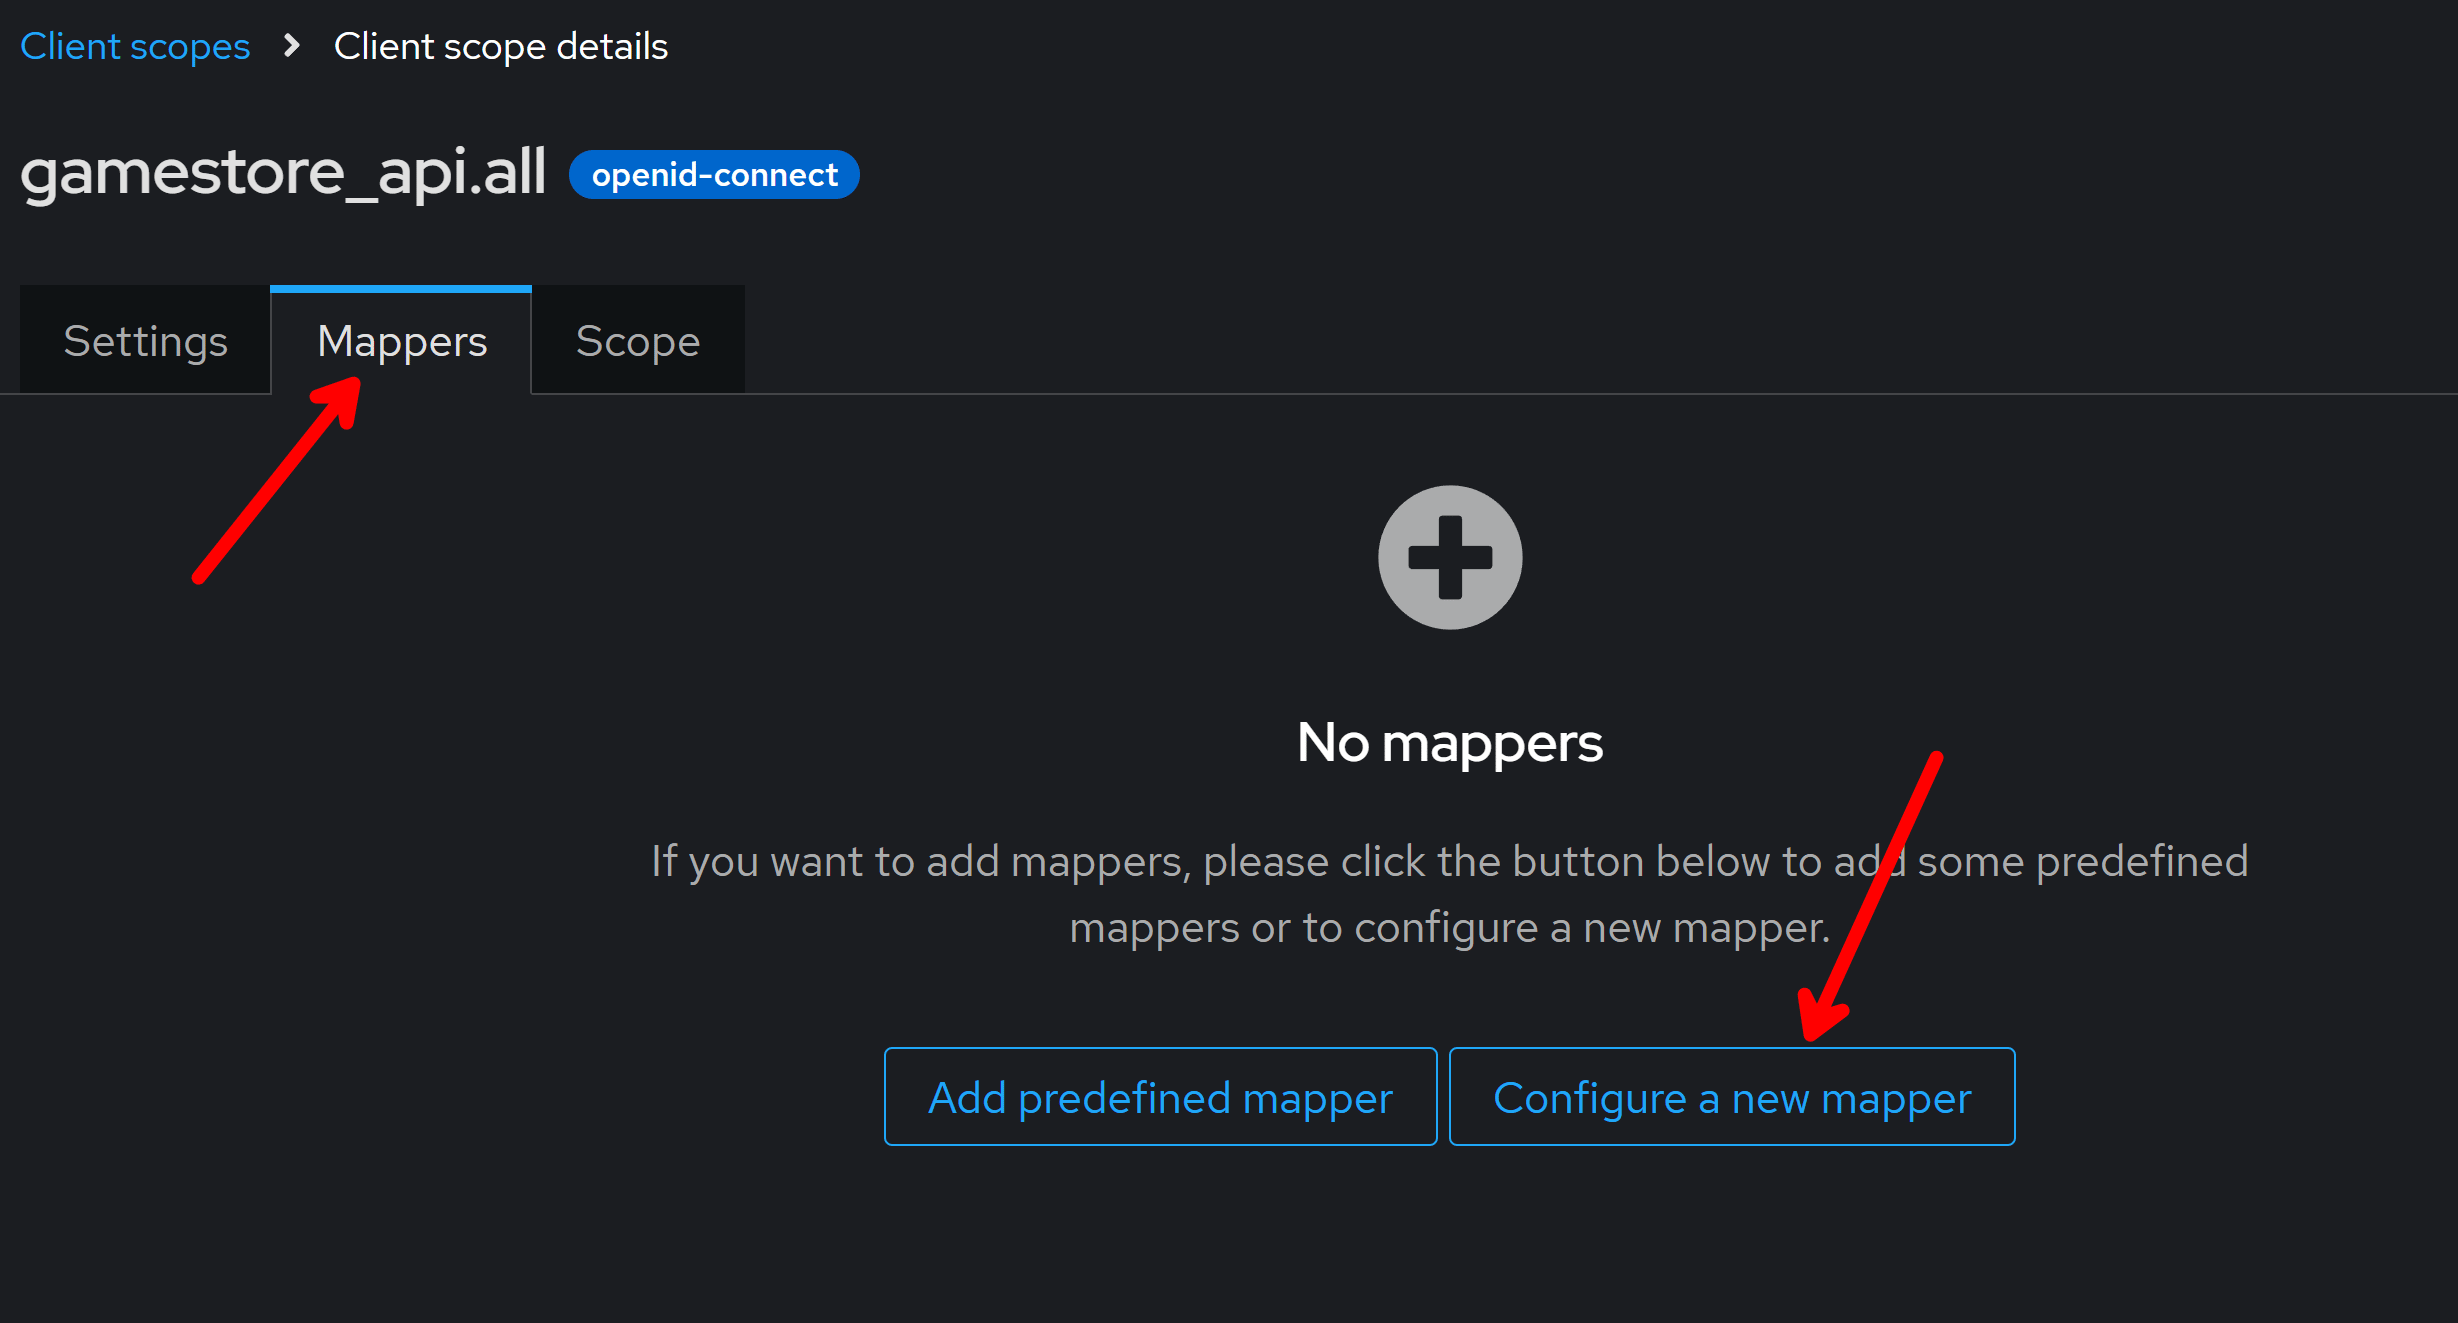 Client scopes Client scope details
gamestore_api.all openid-connect
Settings Mappers Scope
No mappers
If you want to add mappers, please click the button below to add some predefined
mappers or to configure a new mapper.
Add predefined mapper Configure a new mapper